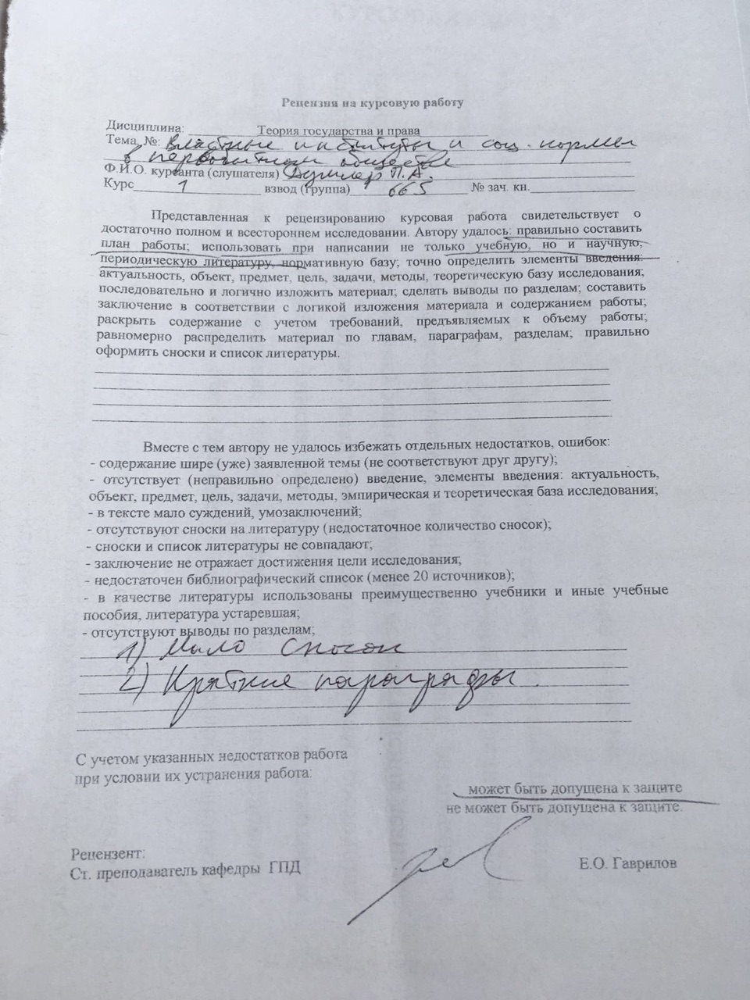 Рецензия на курсовую работу
Дисциплина: Теория государства и права
Тема №: Властные институты и соц. нормы
в первобытном обществе
Ф.И.О. курсанта (слушателя) П.А.
Курс 1 взвод (группа) 665 № зач. кн.
Представленная к рецензированию курсовая работа свидетельствует о
достаточно полном и всестороннем исследовании. Автору удалось: правильно составить
план работы; использовать при написании не только учебную, но и научную,
периодическую литературу, нормативную базу; точно определить элементы введения:
актуальность, объект, предмет, цель, задачи, методы, теоретическую базу исследования;
последовательно и логично изложить материал; сделать выводы по разделам; составить
заключение в соответствии с логикой изложения материала и содержанием работы;
раскрыть содержание с учетом требований, предъявляемых к объему работы;
равномерно распределить материал по главам, параграфам, разделам; правильно
оформить сноски и список литературы.
Вместе с тем автору не удалось избежать отдельных недостатков, ошибок:
- содержание шире (уже) заявленной темы (не соответствуют друг другу);
- отсутствует (неправильно определено) введение, элементы введения: актуальность,
объект, предмет, цель, задачи, методы, эмпирическая и теоретическая база исследования;
- в тексте мало суждений, умозаключений;
- отсутствуют сноски на литературу (недостаточное количество сносок);
- сноски и список литературы не совпадают;
- заключение не отражает достижения цели исследования;
- недостаточен библиографический список (менее 20 источников);
- в качестве литературы использованы преимущественно учебники и иные учебные
пособия, литература устаревшая;
- отсутствуют выводы по разделам;
1) Мало сносок
2) Краткие параграфы.
С учетом указанных недостатков работа
при условии их устранения работа:
может быть допущена к защите
не может быть допущена к защите.
Рецензент:
Ст. преподаватель кафедры ГПД Е.О. Гаврилов